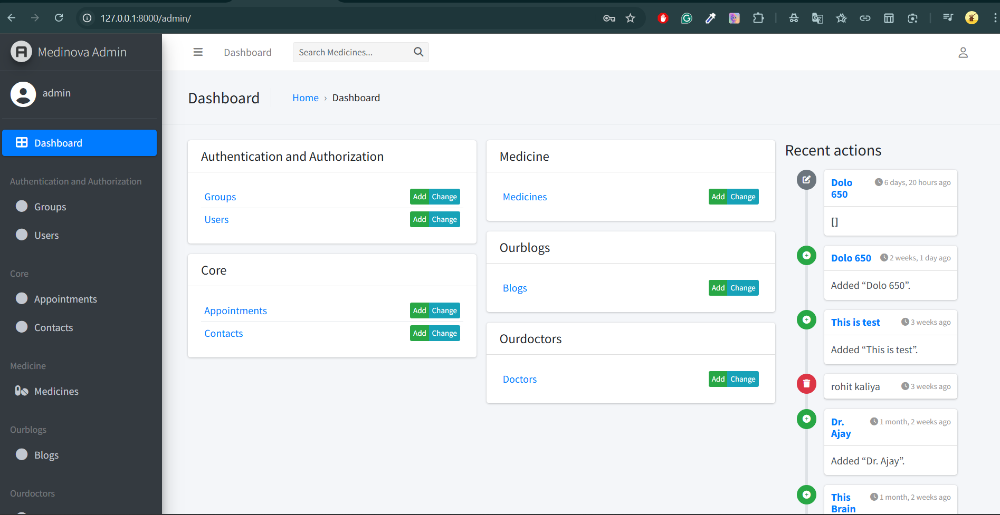 127.0.0.1:8000/admin/
Medinova Admin
Dashboard
Search Medicines...
admin
Dashboard
Home › Dashboard
Dashboard
Authentication and Authorization
Groups
Users
Core
Appointments
Contacts
Medicine
Medicines
Ourblogs
Blogs
Ourdoctors
Authentication and Authorization
Groups Add Change
Users Add Change
Core
Appointments Add Change
Contacts Add Change
Medicine
Medicines Add Change
Ourblogs
Blogs Add Change
Ourdoctors
Doctors Add Change
Recent actions
Dolo 6 days, 20 hours ago
650
[]
Dolo 650 2 weeks, 1 day ago
Added “Dolo 650”.
This is test 3 weeks ago
Added “This is test”.
rohit kaliya 3 weeks ago
Dr. 1 month, 2 weeks ago
Ajay
Added “Dr. Ajay”.
This 1 month, 2 weeks ago
Brain